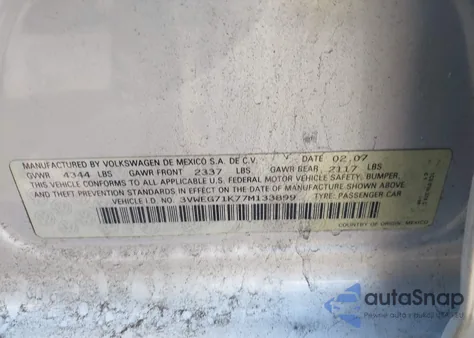 MANUFACTURED BY VOLKSWAGEN DE MEXICO S.A. DE C.V. DATE 02.07
GVWR 4344 LBS GAWR FRONT 2337 LBS GAWR REAR 2117 LBS
THIS VEHICLE CONFORMS TO ALL APPLICABLE U.S. FEDERAL MOTOR VEHICLE SAFETY, BUMPER,
AND THEFT PREVENTION STANDARDS IN EFFECT ON THE DATE OF MANUFACTURE SHOWN ABOVE.
VEHICLE I.D. NO.: 3VWEG71K77M133899 TYPE: PASSENGER CAR
COUNTRY OF ORIGIN: MEXICO
autoSnap